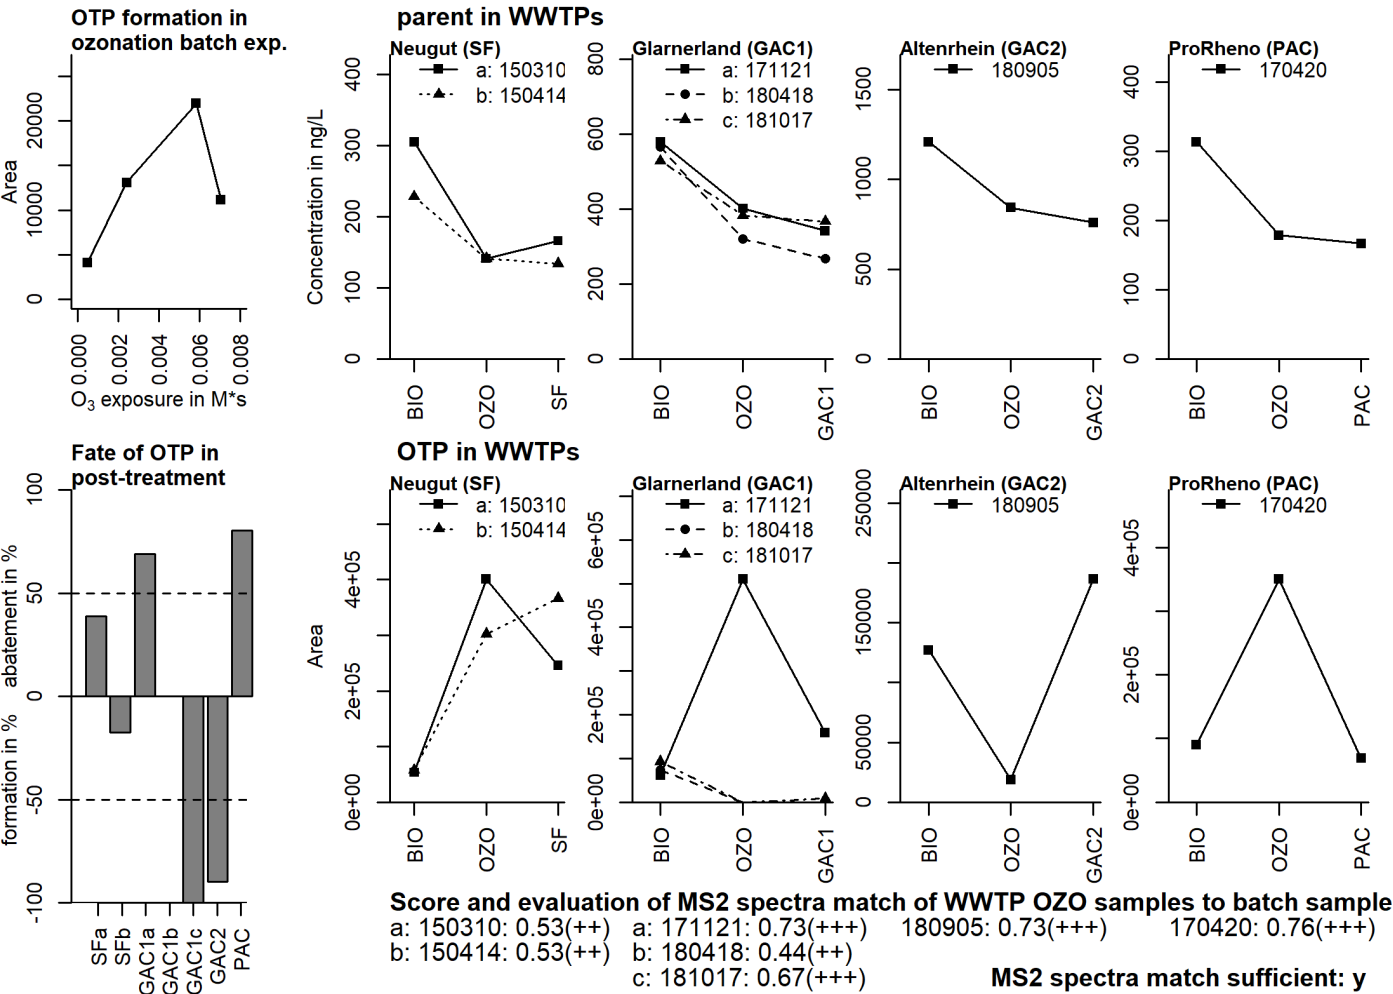 OTP formation in
ozonation batch exp.
Area
0
10000
20000
0.000
0.002
0.004
0.006
0.008
O3 exposure in M*s
parent in WWTPs
Concentration in ng/L
Neugut (SF)
a: 150310
b: 150414
0
100
200
300
400
BIO
OZO
SF
Glarnerland (GAC1)
a: 171121
b: 180418
c: 181017
0
200
400
600
800
BIO
OZO
GAC1
Altenrhein (GAC2)
180905
0
500
1000
1500
BIO
OZO
GAC2
ProRheno (PAC)
170420
0
100
200
300
400
BIO
OZO
PAC
Fate of OTP in
post-treatment
formation in %
abatement in %
-100
-50
0
50
100
SFa
SFb
GAC1a
GAC1b
GAC1c
GAC2
PAC
OTP in WWTPs
Area
Neugut (SF)
a: 150310
b: 150414
0e+00
2e+05
4e+05
BIO
OZO
SF
Glarnerland (GAC1)
a: 171121
b: 180418
c: 181017
0e+00
2e+05
4e+05
6e+05
BIO
OZO
GAC1
Altenrhein (GAC2)
180905
0
50000
150000
250000
BIO
OZO
GAC2
ProRheno (PAC)
170420
0e+00
2e+05
4e+05
BIO
OZO
PAC
Score and evaluation of MS2 spectra match of WWTP OZO samples to batch sample
a: 150310: 0.53(++)
b: 150414: 0.53(++)
a: 171121: 0.73(+++)
b: 180418: 0.44(++)
c: 181017: 0.67(+++)
180905: 0.73(+++)
170420: 0.76(+++)
MS2 spectra match sufficient: y